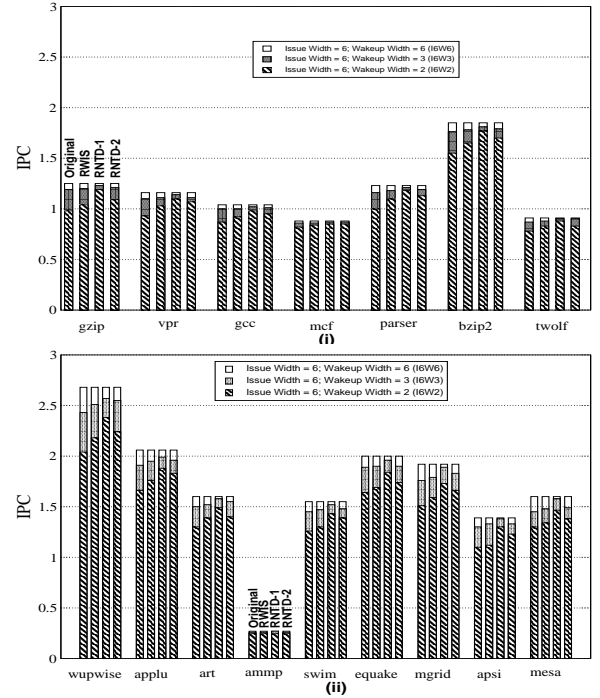 3
Issue Width = 6; Wakeup Width = 6 (I6W6)
Issue Width = 6; Wakeup Width = 3 (I6W3)
Issue Width = 6; Wakeup Width = 2 (I6W2)
2.5
2
IPC
1.5
Original
RWIS
RNTD-1
RNTD-2
1
0.5
0
gzip vpr gcc mcf parser bzip2 twolf
(i)
3
Issue Width = 6; Wakeup Width = 6 (I6W6)
Issue Width = 6; Wakeup Width = 3 (I6W3)
Issue Width = 6; Wakeup Width = 2 (I6W2)
2.5
2
IPC
1.5
1
0.5
Original
RWIS
RNTD-1
RNTD-2
0
wupwise applu art ammp swim equake mgrid apsi mesa
(ii)